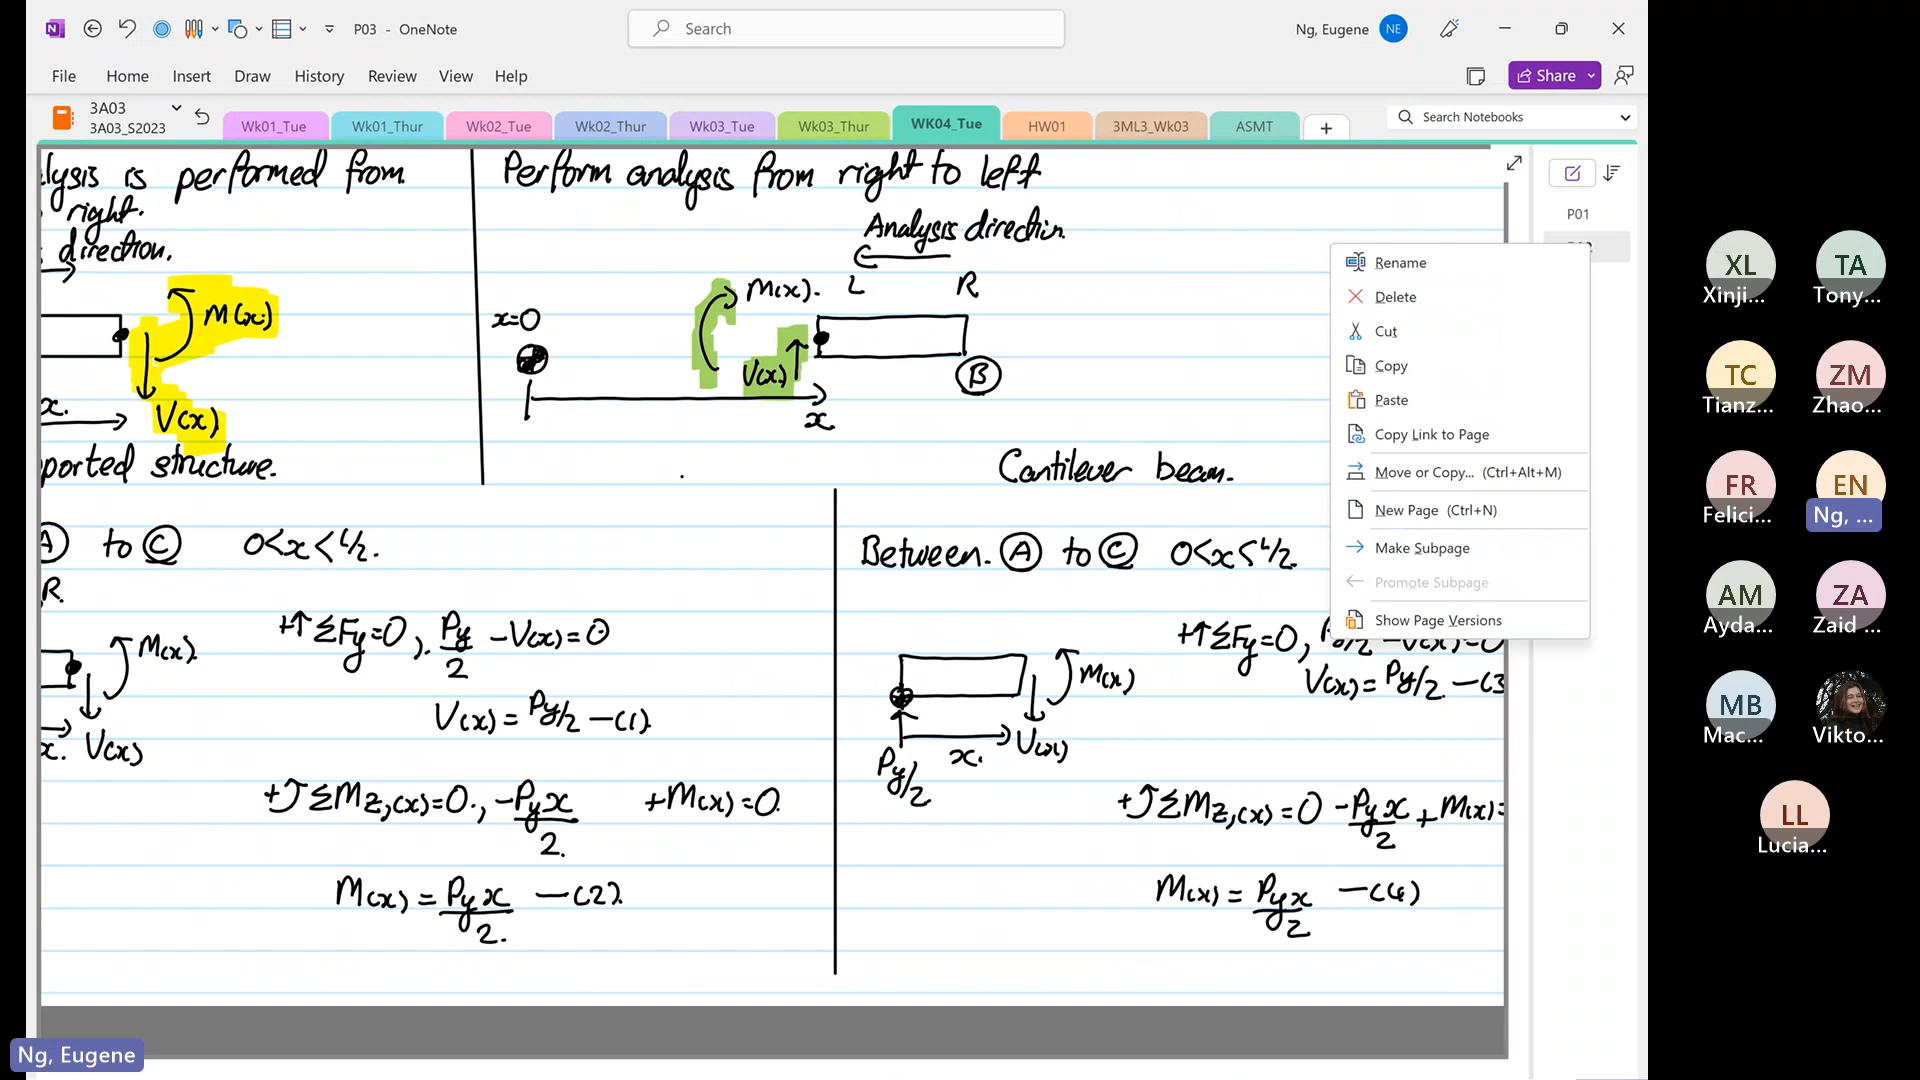 P03 - OneNote
Search
Ng, Eugene
NE
File Home Insert Draw History Review View Help
Share
3A03
3A03_S2023
Wk01_Tue
Wk01_Thur
Wk02_Tue
Wk02_Thur
Wk03_Tue
Wk03_Thur
WK04_Tue
HW01
3ML3_Wk03
ASMT
+
Search Notebooks
P01
lysis is performed from
right.
direction.
M(x)
V(x)
x.
ported structure.
Perform analysis from right to left
Analysis direction.
M(x). L R
x=0
V(x)
B
x
Cantilever beam.
A to C 0<x<L/2.
R.
+↑ΣFy=0, Py/2 -V(x)=0
M(x).
V(x) = Py/2 —(1).
x. V(x)
+↺ΣMz,(x)=0., -Pyx/2 +M(x)=0.
M(x) = Pyx/2. —(2).
Between. A to C 0<x≤L/2.
+↑ΣFy=0, Py/2 -V(x)=0
V(x) = Py/2 —(3
M(x)
x. V(x)
Py/2
+↺ΣMz,(x)=0 -Pyx/2 + M(x)=
M(x) = Pyx/2 —(4)
Rename
Delete
Cut
Copy
Paste
Copy Link to Page
Move or Copy... (Ctrl+Alt+M)
New Page (Ctrl+N)
Make Subpage
Promote Subpage
Show Page Versions
XL
Xinji...
TA
Tony...
TC
Tianz...
ZM
Zhao...
FR
Felici...
EN
Ng, ...
AM
Ayda...
ZA
Zaid ...
MB
Mac...
Vikto...
LL
Lucia...
Ng, Eugene